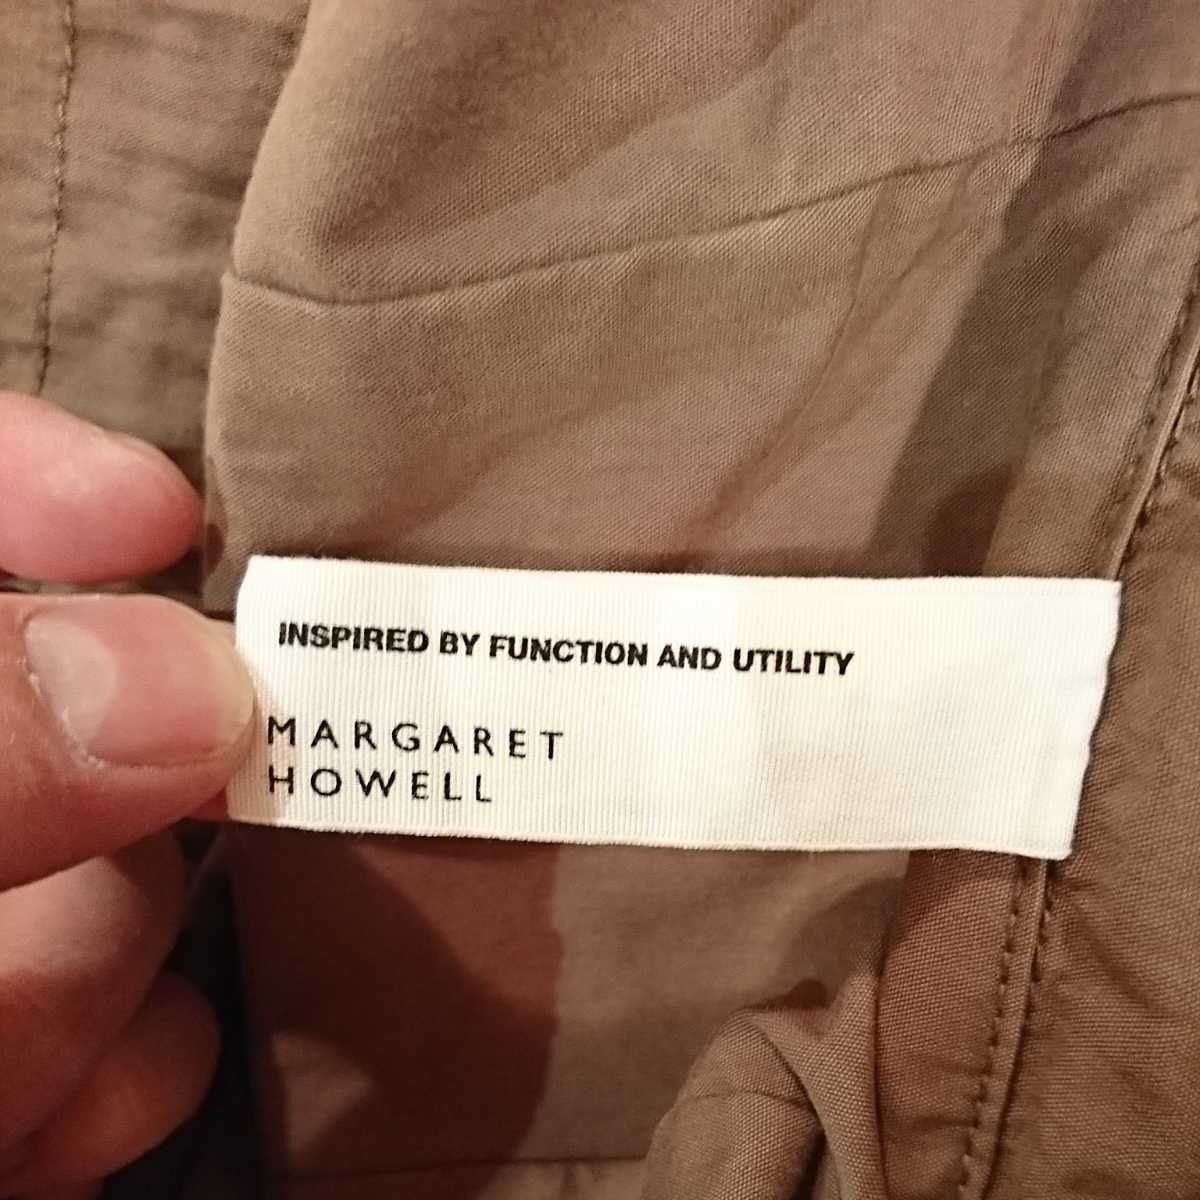 INSPIRED BY FUNCTION AND UTILITY
MARGARET
HOWELL